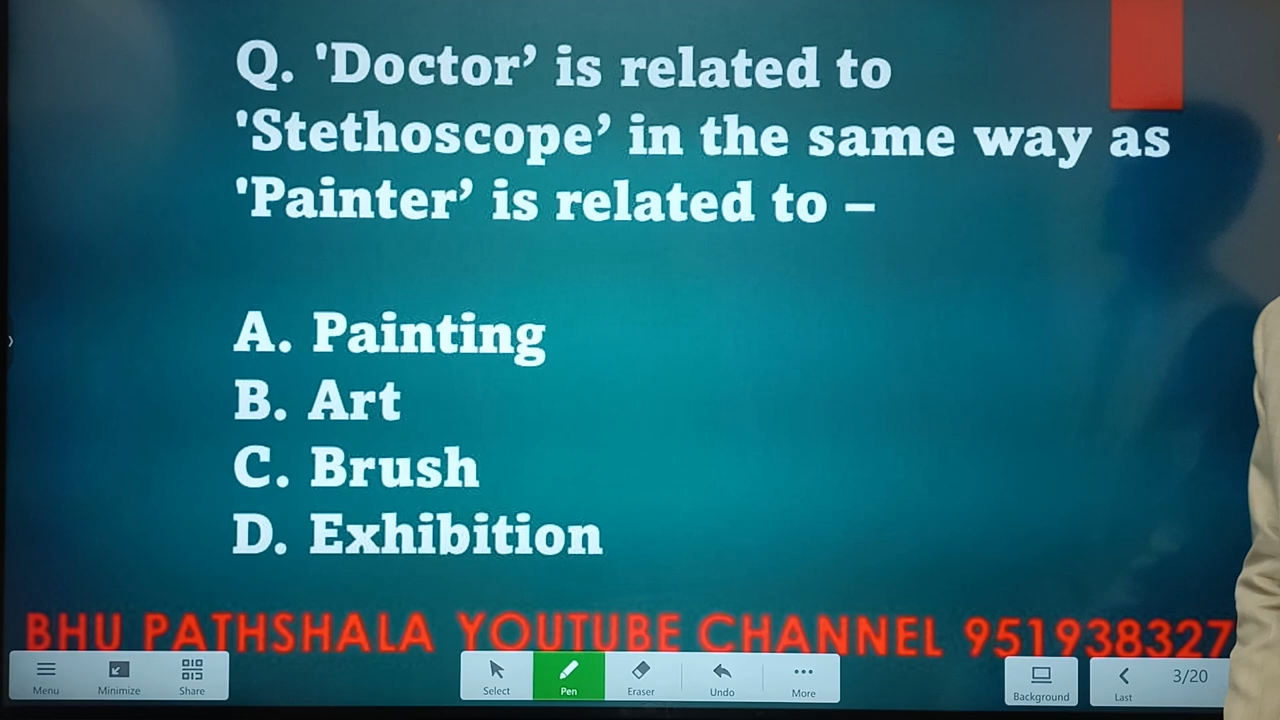 Q. 'Doctor’ is related to
'Stethoscope’ in the same way as
'Painter’ is related to –
A. Painting
B. Art
C. Brush
D. Exhibition
BHU PATHSHALA YOUTUBE CHANNEL 951938327
Menu Minimize Share Select Pen Eraser Undo More Background Last 3/20